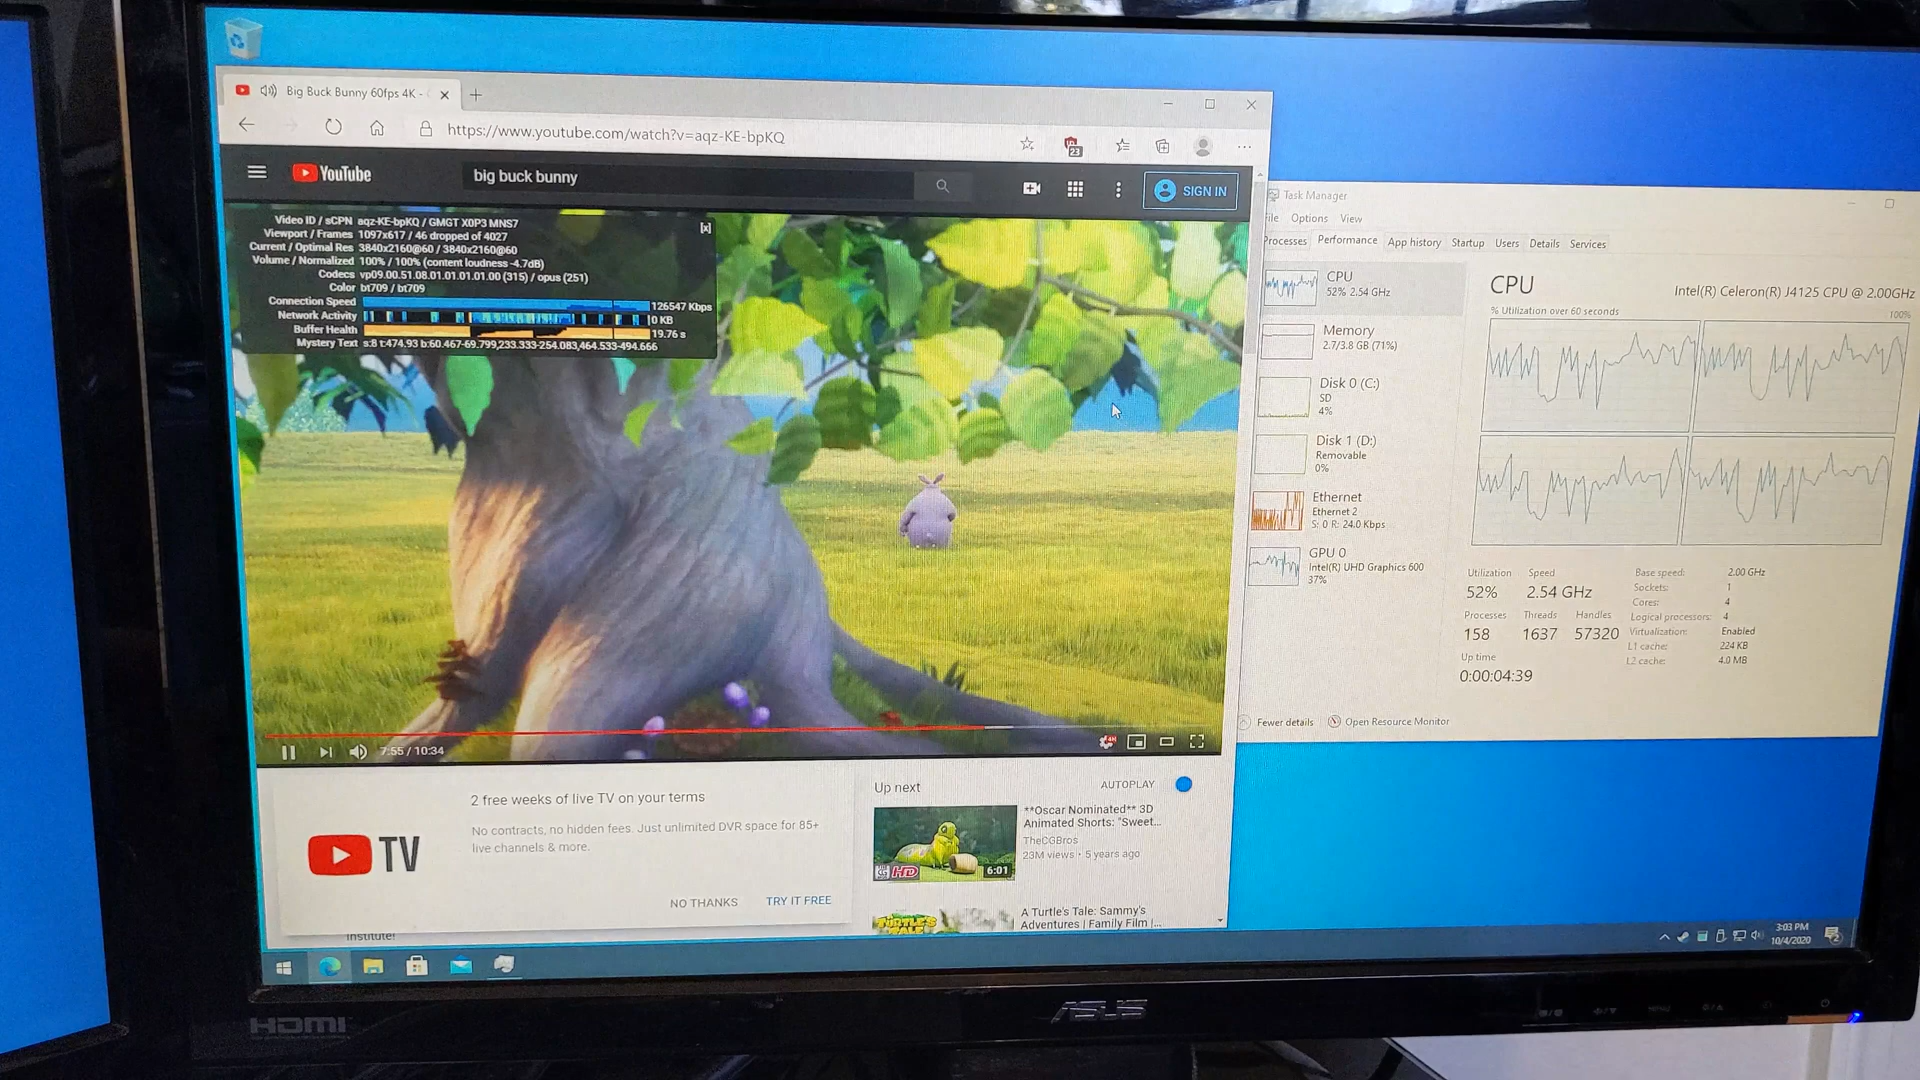 Big Buck Bunny 60fps 4K -
https://www.youtube.com/watch?v=aqz-KE-bpKQ
23
YouTube
big buck bunny
SIGN IN
Video ID / sCPN aqz-KE-bpKQ / GMGT X0P3 MNS7
Viewport / Frames 1097x617 / 46 dropped of 4027
Current / Optimal Res 3840x2160@60 / 3840x2160@60
Volume / Normalized 100% / 100% (content loudness -4.7dB)
Codecs vp09.00.51.08.01.01.01.01.00 (315) / opus (251)
Color bt709 / bt709
Connection Speed 126547 Kbps
Network Activity 0 KB
Buffer Health 19.76 s
Mystery Text s:8 t:474.93 b:60.467-69.799,233.333-254.083,464.533-494.666
[x]
7:55 / 10:34
2 free weeks of live TV on your terms
No contracts, no hidden fees. Just unlimited DVR space for 85+
live channels & more.
TV
NO THANKS
TRY IT FREE
Institute!
Up next
AUTOPLAY
**Oscar Nominated** 3D
Animated Shorts: "Sweet...
TheCGBros
23M views • 5 years ago
HD
6:01
A Turtle's Tale: Sammy's
Adventures | Family Film |...
TURTLE'S
TALE
Task Manager
File Options View
Processes Performance App history Startup Users Details Services
CPU
52% 2.54 GHz
Memory
2.7/3.8 GB (71%)
Disk 0 (C:)
SD
4%
Disk 1 (D:)
Removable
0%
Ethernet
Ethernet 2
S: 0 R: 24.0 Kbps
GPU 0
Intel(R) UHD Graphics 600
37%
CPU
Intel(R) Celeron(R) J4125 CPU @ 2.00GHz
% Utilization over 60 seconds
100%
Utilization Speed
52% 2.54 GHz
Processes Threads Handles
158 1637 57320
Up time
0:00:04:39
Base speed: 2.00 GHz
Sockets: 1
Cores: 4
Logical processors: 4
Virtualization: Enabled
L1 cache: 224 KB
L2 cache: 4.0 MB
Fewer details
Open Resource Monitor
3:03 PM
10/4/2020
2
HDMI
ASUS